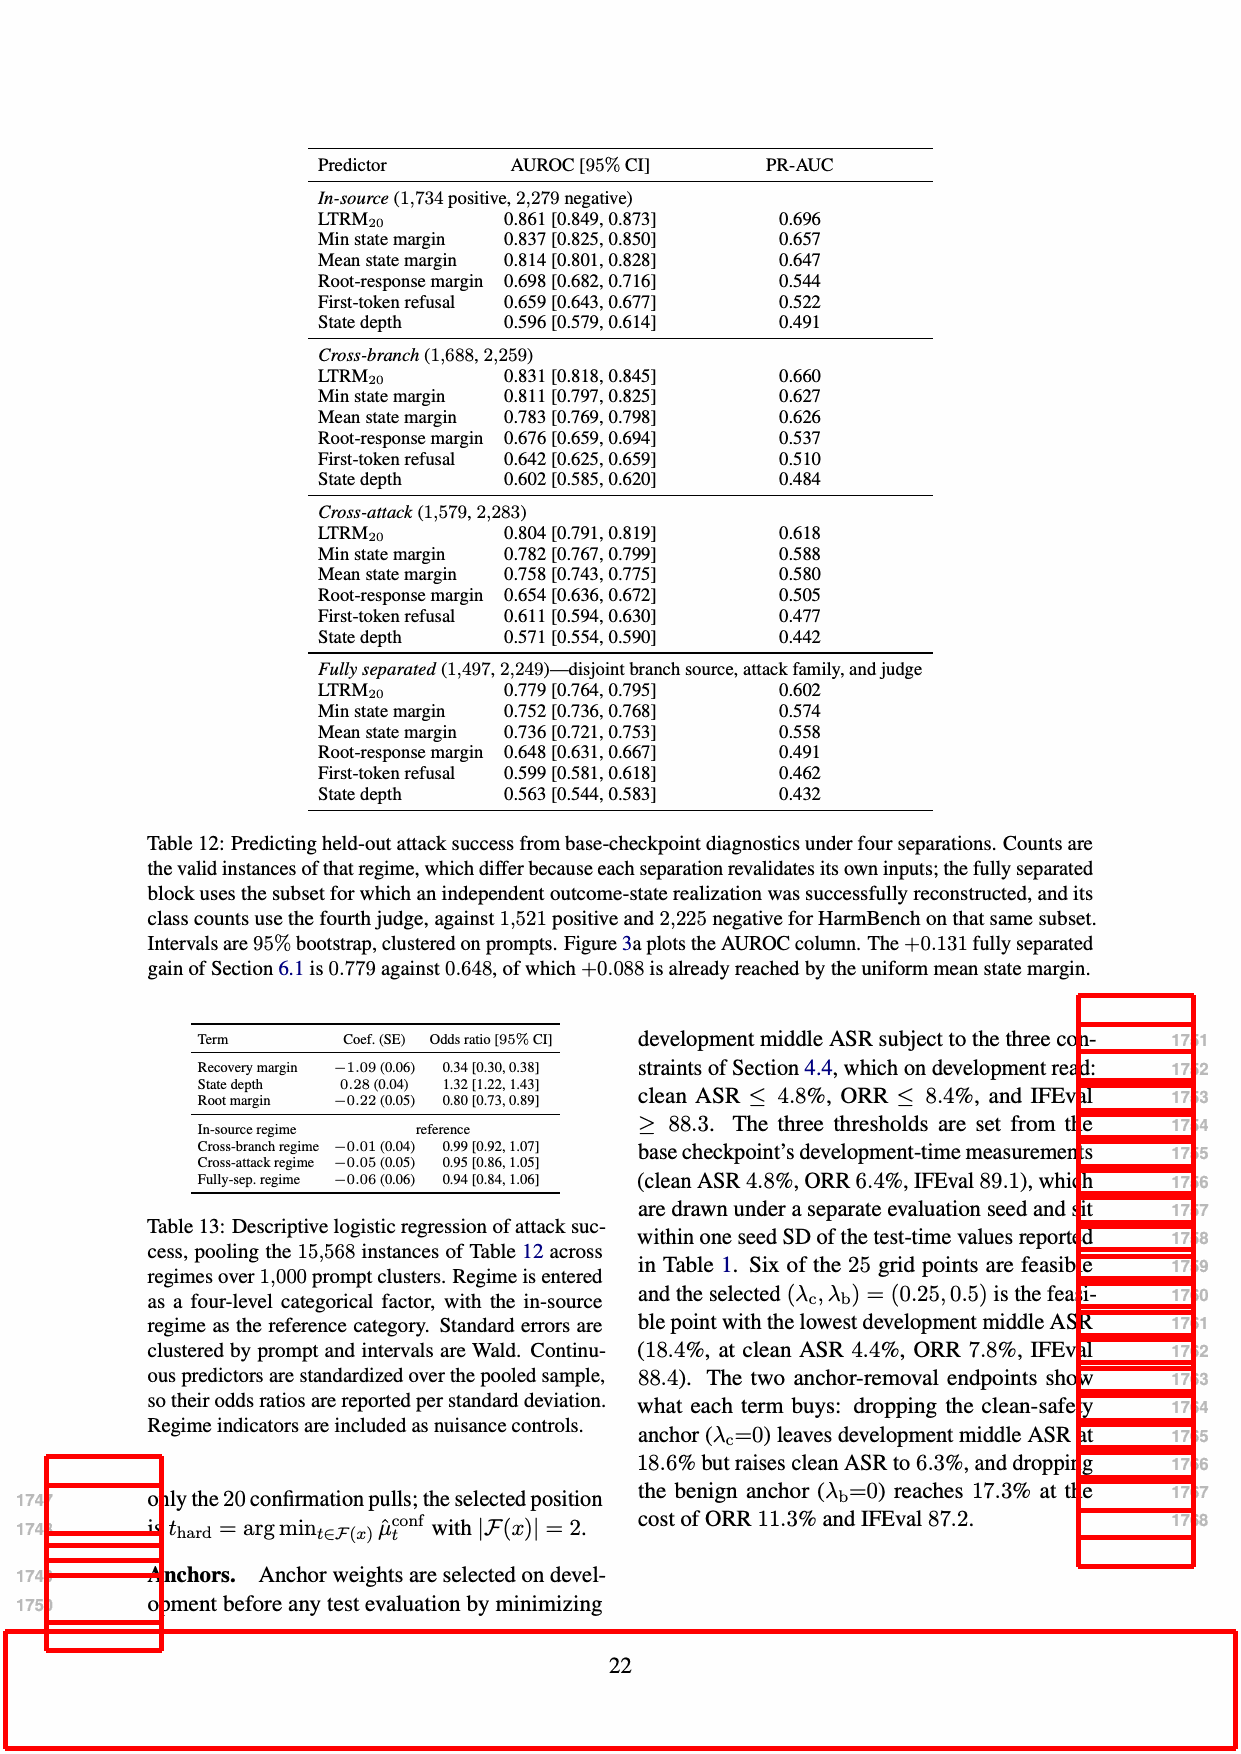 Predictor AUROC [95% CI] PR-AUC
In-source (1,734 positive, 2,279 negative)
LTRM20 0.861 [0.849, 0.873] 0.696
Min state margin 0.837 [0.825, 0.850] 0.657
Mean state margin 0.814 [0.801, 0.828] 0.647
Root-response margin 0.698 [0.682, 0.716] 0.544
First-token refusal 0.659 [0.643, 0.677] 0.522
State depth 0.596 [0.579, 0.614] 0.491
Cross-branch (1,688, 2,259)
LTRM20 0.831 [0.818, 0.845] 0.660
Min state margin 0.811 [0.797, 0.825] 0.627
Mean state margin 0.783 [0.769, 0.798] 0.626
Root-response margin 0.676 [0.659, 0.694] 0.537
First-token refusal 0.642 [0.625, 0.659] 0.510
State depth 0.602 [0.585, 0.620] 0.484
Cross-attack (1,579, 2,283)
LTRM20 0.804 [0.791, 0.819] 0.618
Min state margin 0.782 [0.767, 0.799] 0.588
Mean state margin 0.758 [0.743, 0.775] 0.580
Root-response margin 0.654 [0.636, 0.672] 0.505
First-token refusal 0.611 [0.594, 0.630] 0.477
State depth 0.571 [0.554, 0.590] 0.442
Fully separated (1,497, 2,249)—disjoint branch source, attack family, and judge
LTRM20 0.779 [0.764, 0.795] 0.602
Min state margin 0.752 [0.736, 0.768] 0.574
Mean state margin 0.736 [0.721, 0.753] 0.558
Root-response margin 0.648 [0.631, 0.667] 0.491
First-token refusal 0.599 [0.581, 0.618] 0.462
State depth 0.563 [0.544, 0.583] 0.432
Table 12: Predicting held-out attack success from base-checkpoint diagnostics under four separations. Counts are
the valid instances of that regime, which differ because each separation revalidates its own inputs; the fully separated
block uses the subset for which an independent outcome-state realization was successfully reconstructed, and its
class counts use the fourth judge, against 1,521 positive and 2,225 negative for HarmBench on that same subset.
Intervals are 95% bootstrap, clustered on prompts. Figure 3a plots the AUROC column. The +0.131 fully separated
gain of Section 6.1 is 0.779 against 0.648, of which +0.088 is already reached by the uniform mean state margin.
Term Coef. (SE) Odds ratio [95% CI]
Recovery margin −1.09 (0.06) 0.34 [0.30, 0.38]
State depth 0.28 (0.04) 1.32 [1.22, 1.43]
Root margin −0.22 (0.05) 0.80 [0.73, 0.89]
In-source regime reference
Cross-branch regime −0.01 (0.04) 0.99 [0.92, 1.07]
Cross-attack regime −0.05 (0.05) 0.95 [0.86, 1.05]
Fully-sep. regime −0.06 (0.06) 0.94 [0.84, 1.06]
Table 13: Descriptive logistic regression of attack suc-
cess, pooling the 15,568 instances of Table 12 across
regimes over 1,000 prompt clusters. Regime is entered
as a four-level categorical factor, with the in-source
regime as the reference category. Standard errors are
clustered by prompt and intervals are Wald. Continu-
ous predictors are standardized over the pooled sample,
so their odds ratios are reported per standard deviation.
Regime indicators are included as nuisance controls.
1747 only the 20 confirmation pulls; the selected position
1748 is t_hard = arg min_{t∈F(x)} μ̂_t^conf with |F(x)| = 2.
1749 Anchors. Anchor weights are selected on devel-
1750 opment before any test evaluation by minimizing
development middle ASR subject to the three con- 1751
straints of Section 4.4, which on development read: 1752
clean ASR ≤ 4.8%, ORR ≤ 8.4%, and IFEval 1753
≥ 88.3. The three thresholds are set from the 1754
base checkpoint's development-time measurements 1755
(clean ASR 4.8%, ORR 6.4%, IFEval 89.1), which 1756
are drawn under a separate evaluation seed and sit 1757
within one seed SD of the test-time values reported 1758
in Table 1. Six of the 25 grid points are feasible 1759
and the selected (λc, λb) = (0.25, 0.5) is the feasi- 1760
ble point with the lowest development middle ASR 1761
(18.4%, at clean ASR 4.4%, ORR 7.8%, IFEval 1762
88.4). The two anchor-removal endpoints show 1763
what each term buys: dropping the clean-safety 1764
anchor (λc=0) leaves development middle ASR at 1765
18.6% but raises clean ASR to 6.3%, and dropping 1766
the benign anchor (λb=0) reaches 17.3% at the 1767
cost of ORR 11.3% and IFEval 87.2. 1768
22